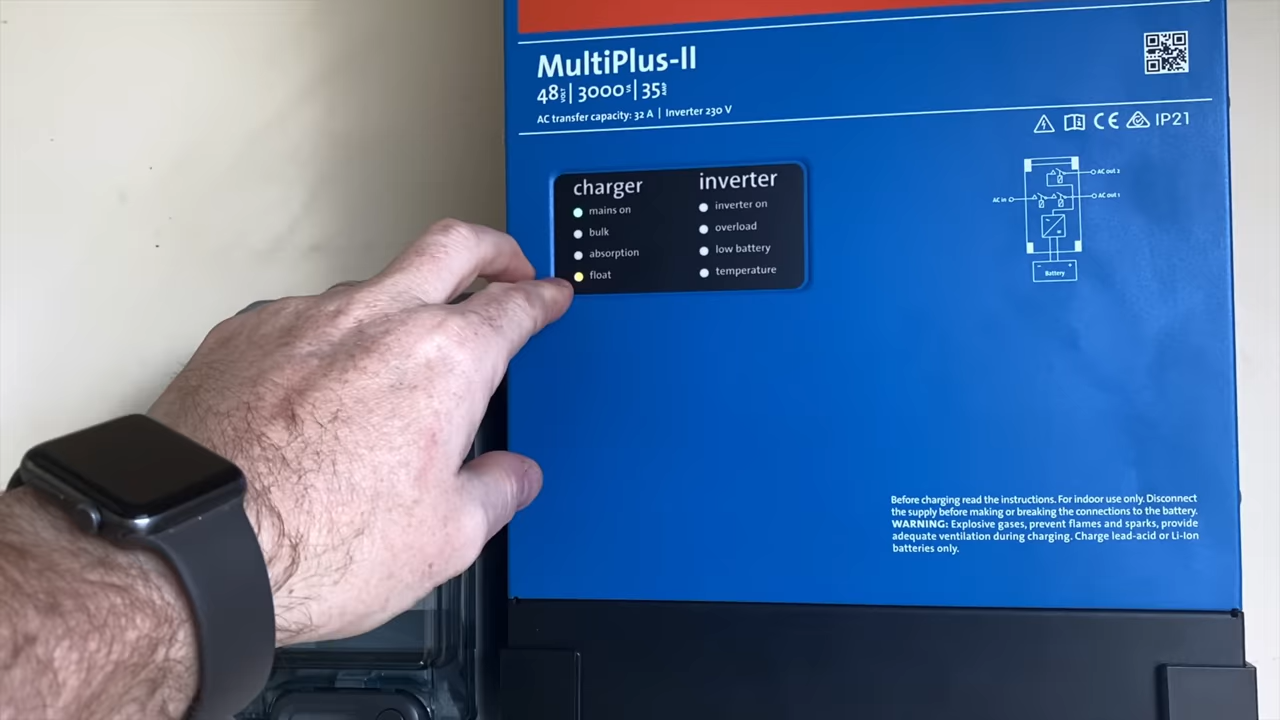 MultiPlus-II
48 VOLT | 3000 VA | 35 AMP
AC transfer capacity: 32 A | Inverter 230 V
CE IP21
charger
mains on
bulk
absorption
float
inverter
inverter on
overload
low battery
temperature
AC out 2
AC in
AC out 1
- +
Battery
Before charging read the instructions. For indoor use only. Disconnect
the supply before making or breaking the connections to the battery.
WARNING: Explosive gases, prevent flames and sparks, provide
adequate ventilation during charging. Charge lead-acid or Li-Ion
batteries only.